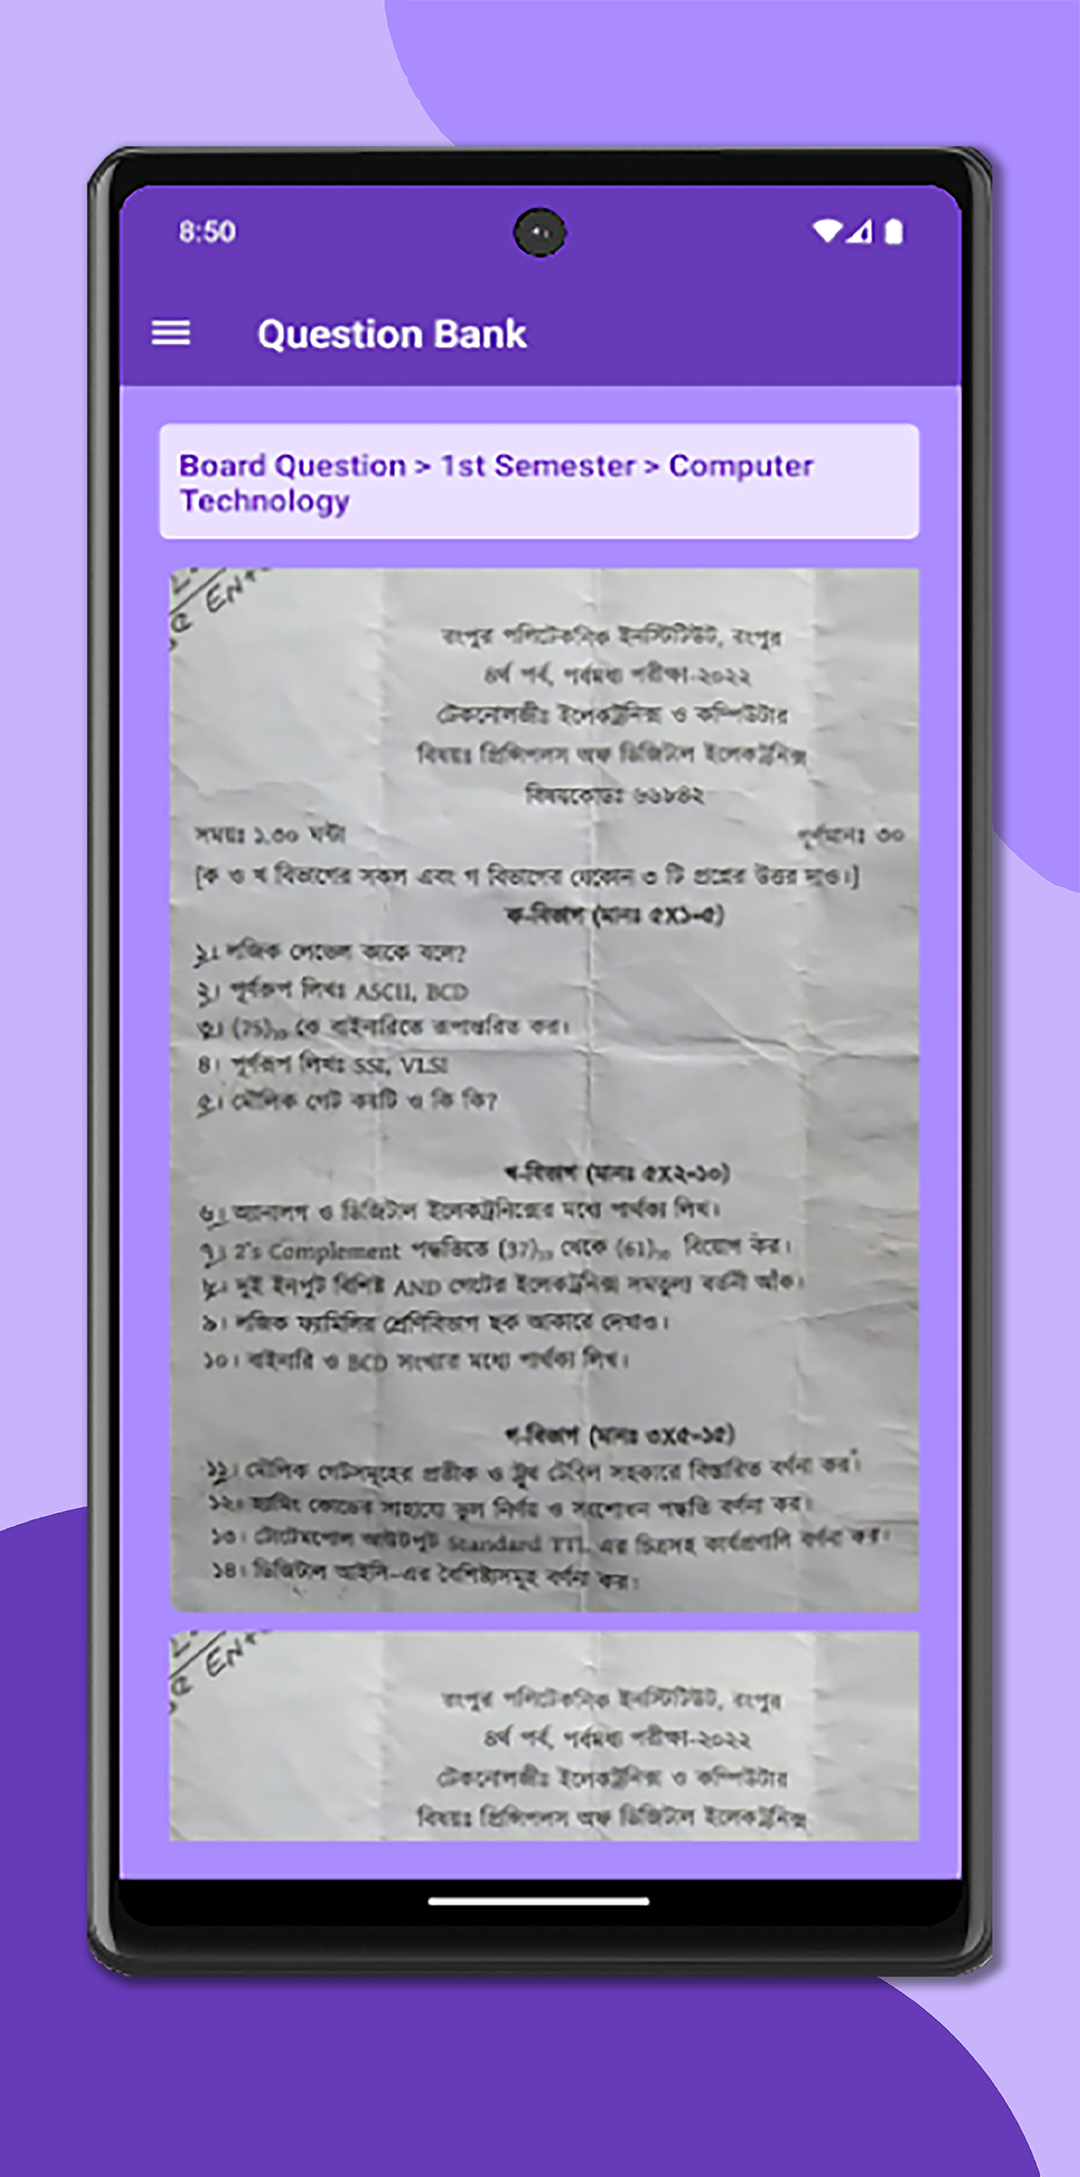 8:50
Question Bank
Board Question > 1st Semester > Computer
Technology
রংপুর পলিটেকনিক ইনস্টিটিউট, রংপুর
৪র্থ পর্ব, পর্বমধ্য পরীক্ষা-২০২২
টেকনোলজীঃ ইলেকট্রনিক্স ও কম্পিউটার
বিষয়ঃ প্রিন্সিপলস অফ ডিজিটাল ইলেকট্রনিক্স
বিষয়কোডঃ ৬৬৮৪২
সময়ঃ ১.৩০ ঘন্টা পূর্ণমানঃ ৩০
[ক ও খ বিভাগের সকল এবং গ বিভাগের যেকোন ৩ টি প্রশ্নের উত্তর দাও।]
ক-বিভাগ (মানঃ ৫X১=৫)
১। লজিক লেভেল কাকে বলে?
২। পূর্ণরূপ লিখঃ ASCII, BCD
৩। (75)₁₀ কে বাইনারিতে রূপান্তরিত কর।
৪। পূর্ণরূপ লিখঃ SSI, VLSI
৫। মৌলিক গেট কয়টি ও কি কি?
খ-বিভাগ (মানঃ ৫X২=১০)
৬। অ্যানালগ ও ডিজিটাল ইলেকট্রনিক্সের মধ্যে পার্থক্য লিখ।
৭। 2's Complement পদ্ধতিতে (37)₁₀ থেকে (61)₁₀ বিয়োগ কর।
৮। দুই ইনপুট বিশিষ্ট AND গেটের ইলেকট্রনিক্স সমতুল্য বর্তনী আঁক।
৯। লজিক ফ্যামিলির শ্রেণিবিভাগ ছক আকারে দেখাও।
১০। বাইনারি ও BCD সংখ্যার মধ্যে পার্থক্য লিখ।
গ-বিভাগ (মানঃ ৩X৫=১৫)
১১। মৌলিক গেটসমূহের প্রতীক ও ট্রুথ টেবিল সহকারে বিস্তারিত বর্ণনা কর।
১২। হ্যামিং কোডের সাহায্যে ভুল নির্ণয় ও সংশোধন পদ্ধতি বর্ণনা কর।
১৩। টোটেমপোল আউটপুট Standard TTL এর চিত্রসহ কার্যপ্রণালি বর্ণনা কর।
১৪। ডিজিটাল আইসি-এর বৈশিষ্ট্যসমূহ বর্ণনা কর।
রংপুর পলিটেকনিক ইনস্টিটিউট, রংপুর
৪র্থ পর্ব, পর্বমধ্য পরীক্ষা-২০২২
টেকনোলজীঃ ইলেকট্রনিক্স ও কম্পিউটার
বিষয়ঃ প্রিন্সিপলস অফ ডিজিটাল ইলেকট্রনিক্স